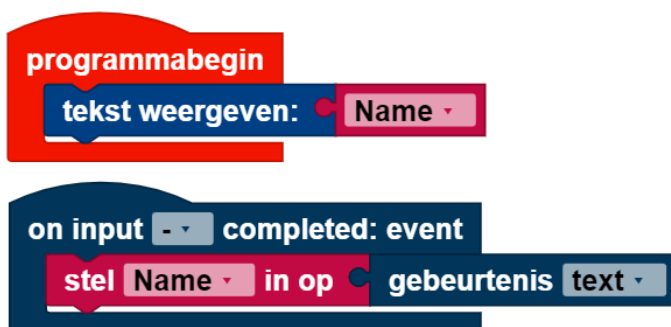 programmabegin
tekst weergeven: Name
on input - completed: event
stel Name in op gebeurtenis text